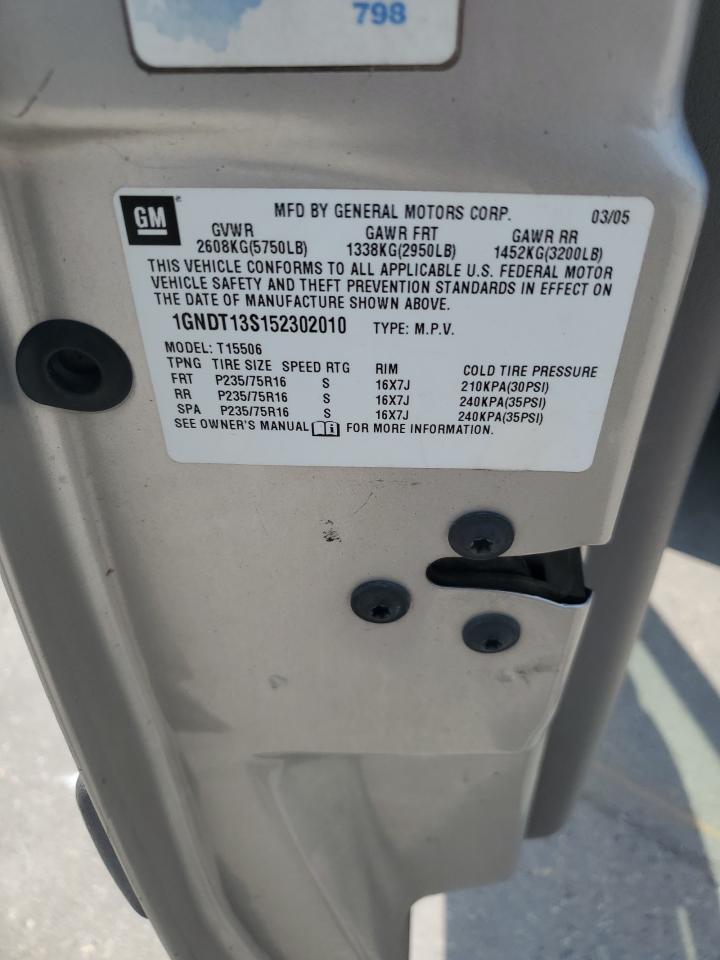 798
GM
MFD BY GENERAL MOTORS CORP. 03/05
GVWR GAWR FRT GAWR RR
2608KG(5750LB) 1338KG(2950LB) 1452KG(3200LB)
THIS VEHICLE CONFORMS TO ALL APPLICABLE U.S. FEDERAL MOTOR
VEHICLE SAFETY AND THEFT PREVENTION STANDARDS IN EFFECT ON
THE DATE OF MANUFACTURE SHOWN ABOVE.
1GNDT13S152302010 TYPE: M.P.V.
MODEL: T15506
TPNG TIRE SIZE SPEED RTG RIM COLD TIRE PRESSURE
FRT P235/75R16 S 16X7J 210KPA(30PSI)
RR P235/75R16 S 16X7J 240KPA(35PSI)
SPA P235/75R16 S 16X7J 240KPA(35PSI)
SEE OWNER'S MANUAL i FOR MORE INFORMATION.